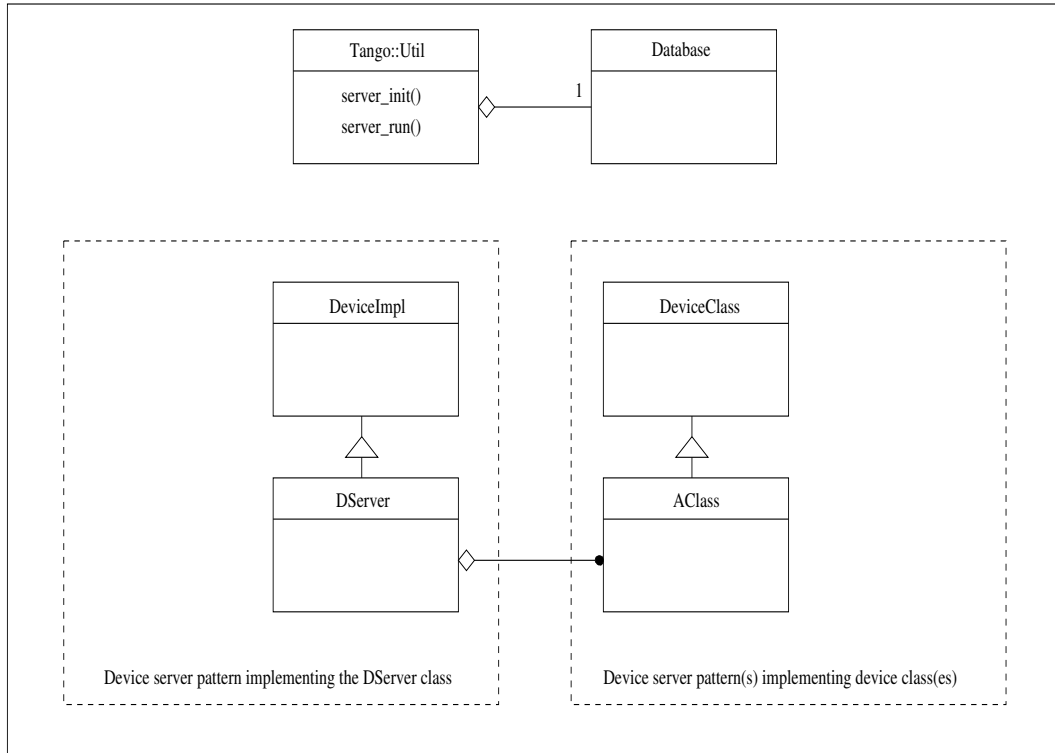 Tango::Util
Database
server_init()
server_run()
1
DeviceImpl
DeviceClass
DServer
AClass
Device server pattern implementing the DServer class
Device server pattern(s) implementing device class(es)